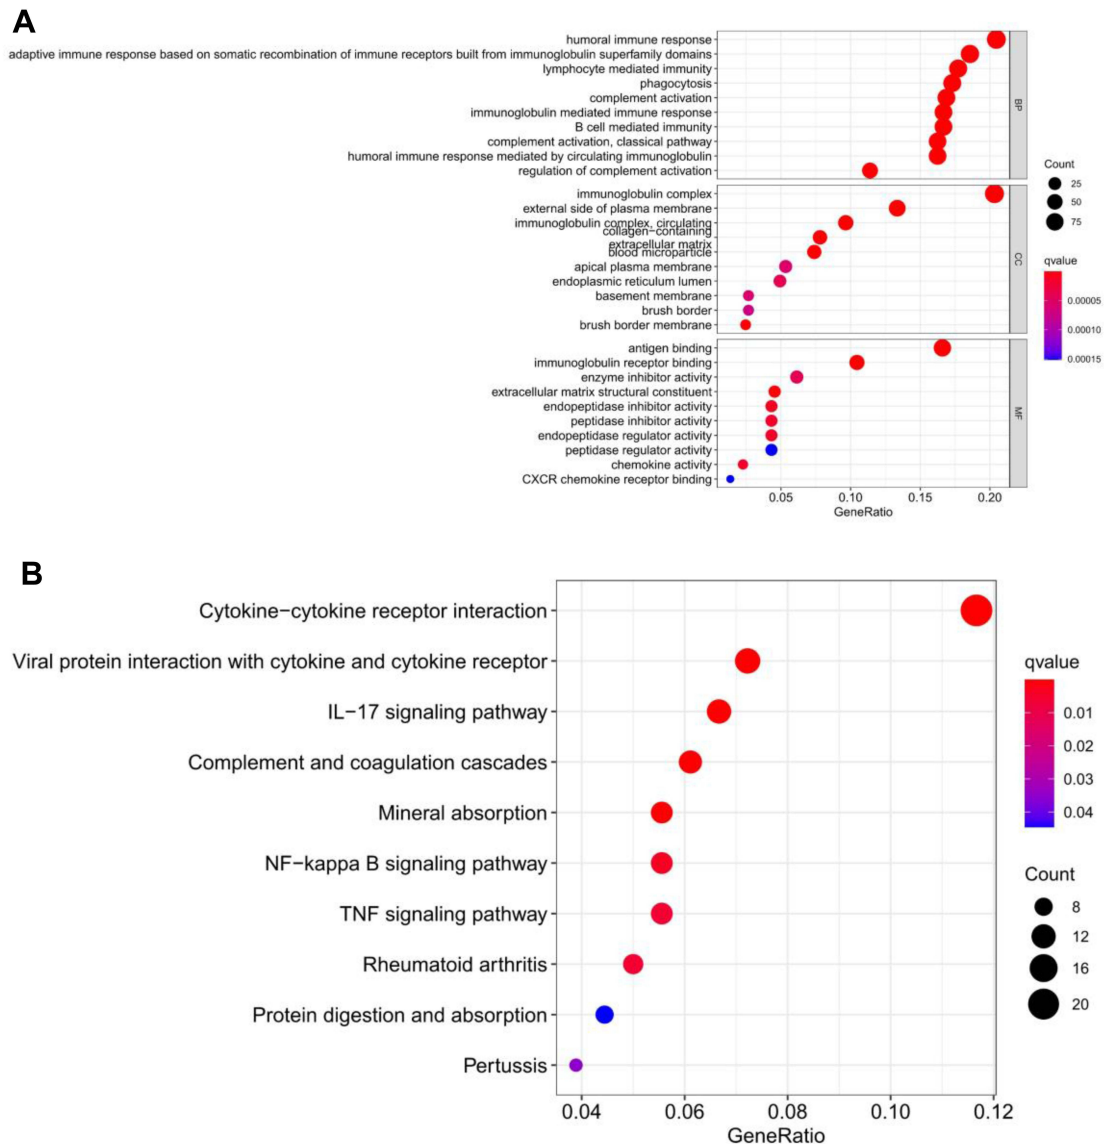 A
humoral immune response
adaptive immune response based on somatic recombination of immune receptors built from immunoglobulin superfamily domains
lymphocyte mediated immunity
phagocytosis
complement activation
immunoglobulin mediated immune response
B cell mediated immunity
complement activation, classical pathway
humoral immune response mediated by circulating immunoglobulin
regulation of complement activation
BP
immunoglobulin complex
external side of plasma membrane
immunoglobulin complex, circulating
collagen−containing
extracellular matrix
blood microparticle
apical plasma membrane
endoplasmic reticulum lumen
basement membrane
brush border
brush border membrane
CC
antigen binding
immunoglobulin receptor binding
enzyme inhibitor activity
extracellular matrix structural constituent
endopeptidase inhibitor activity
peptidase inhibitor activity
endopeptidase regulator activity
peptidase regulator activity
chemokine activity
CXCR chemokine receptor binding
MF
0.05 0.10 0.15 0.20
GeneRatio
Count
25
50
75
qvalue
0.00005
0.00010
0.00015
B
Cytokine−cytokine receptor interaction
Viral protein interaction with cytokine and cytokine receptor
IL−17 signaling pathway
Complement and coagulation cascades
Mineral absorption
NF−kappa B signaling pathway
TNF signaling pathway
Rheumatoid arthritis
Protein digestion and absorption
Pertussis
0.04 0.06 0.08 0.10 0.12
GeneRatio
qvalue
0.01
0.02
0.03
0.04
Count
8
12
16
20